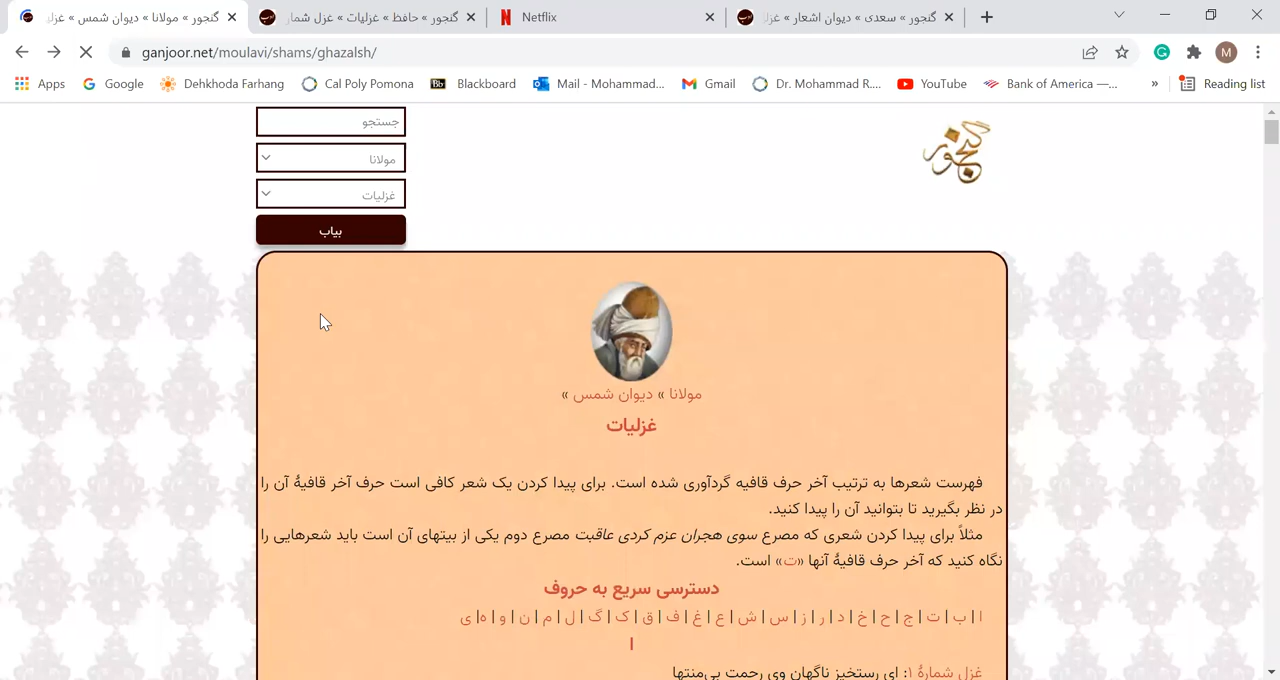 گنجور » مولانا » دیوان شمس » غزلی
گنجور » حافظ » غزلیات » غزل شمار
Netflix
گنجور » سعدی » دیوان اشعار » غزلی
ganjoor.net/moulavi/shams/ghazalsh/
M
Apps
Google
Dehkhoda Farhang
Cal Poly Pomona
Bb Blackboard
Mail - Mohammad...
Gmail
Dr. Mohammad R....
YouTube
Bank of America —...
»
Reading list
جستجو
گنجور
مولانا
غزلیات
بیاب
مولانا » دیوان شمس »
غزلیات
فهرست شعرها به ترتیب آخر حرف قافیه گردآوری شده است. برای پیدا کردن یک شعر کافی است حرف آخر قافیهٔ آن را
در نظر بگیرید تا بتوانید آن را پیدا کنید.
مثلاً برای پیدا کردن شعری که مصرع سوی هجران عزم کردی عاقبت مصرع دوم یکی از بیتهای آن است باید شعرهایی را
نگاه کنید که آخر حرف قافیهٔ آنها «ت» است.
دسترسی سریع به حروف
ا | ب | ت | ج | ح | خ | د | ر | ز | س | ش | ع | غ | ف | ق | ک | گ | ل | م | ن | و | ه | ی
ا
غزل شمارهٔ ۱: ای رستخیز ناگهان وی رحمت بی‌منتها